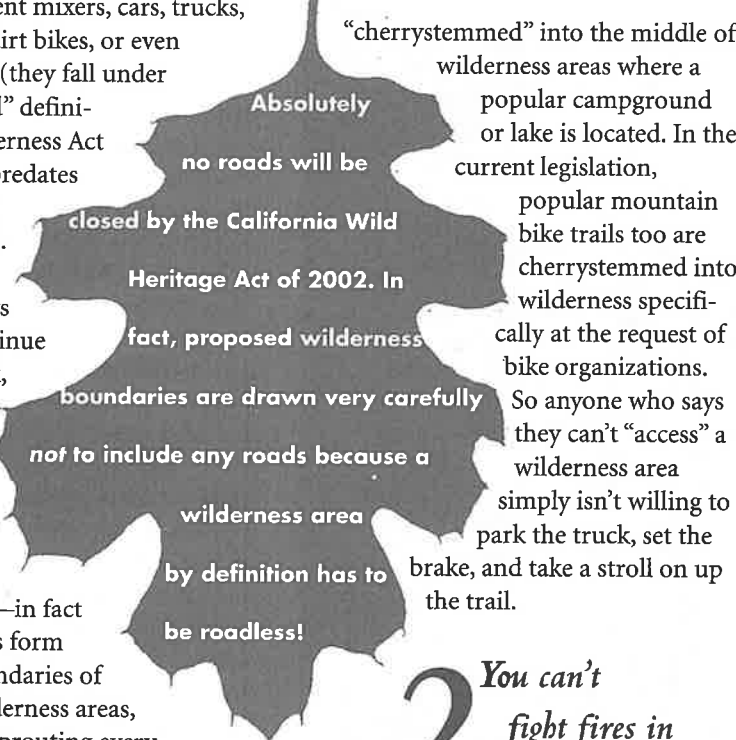 ent mixers, cars, trucks,
irt bikes, or even
(they fall under
” defini-
erness Act
redates
.
s
inue
,
—in fact
s form
ndaries of
lerness areas,
prouting every
Absolutely
no roads will be
closed by the California Wild
Heritage Act of 2002. In
fact, proposed wilderness
boundaries are drawn very carefully
not to include any roads because a
wilderness area
by definition has to
be roadless!
“cherrystemmed” into the middle of
wilderness areas where a
popular campground
or lake is located. In the
current legislation,
popular mountain
bike trails too are
cherrystemmed into
wilderness specifi-
cally at the request of
bike organizations.
So anyone who says
they can’t “access” a
wilderness area
simply isn’t willing to
park the truck, set the
brake, and take a stroll on up
the trail.
2 You can’t
fight fires in